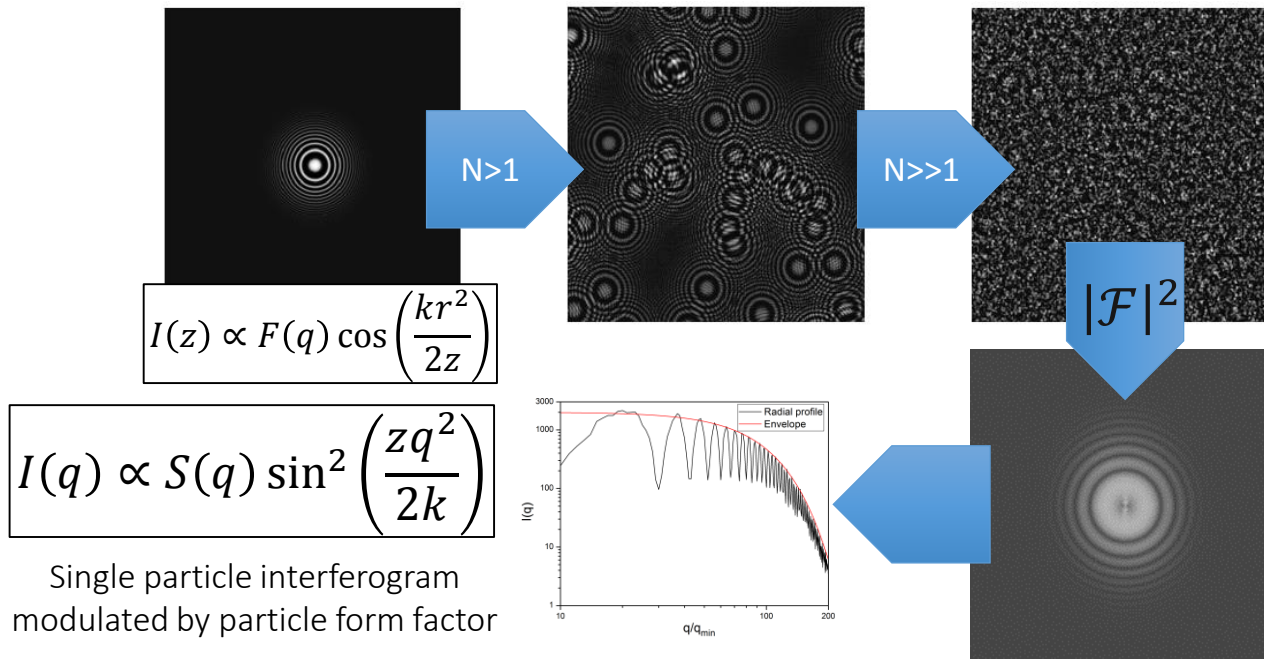 N>1
N>>1
|ℱ|²
I(z) ∝ F(q) cos(kr²/2z)
I(q) ∝ S(q) sin²(zq²/2k)
Single particle interferogram
modulated by particle form factor
3000
1000
100
10
1
I(q)
10
100
200
q/q_min
Radial profile
Envelope